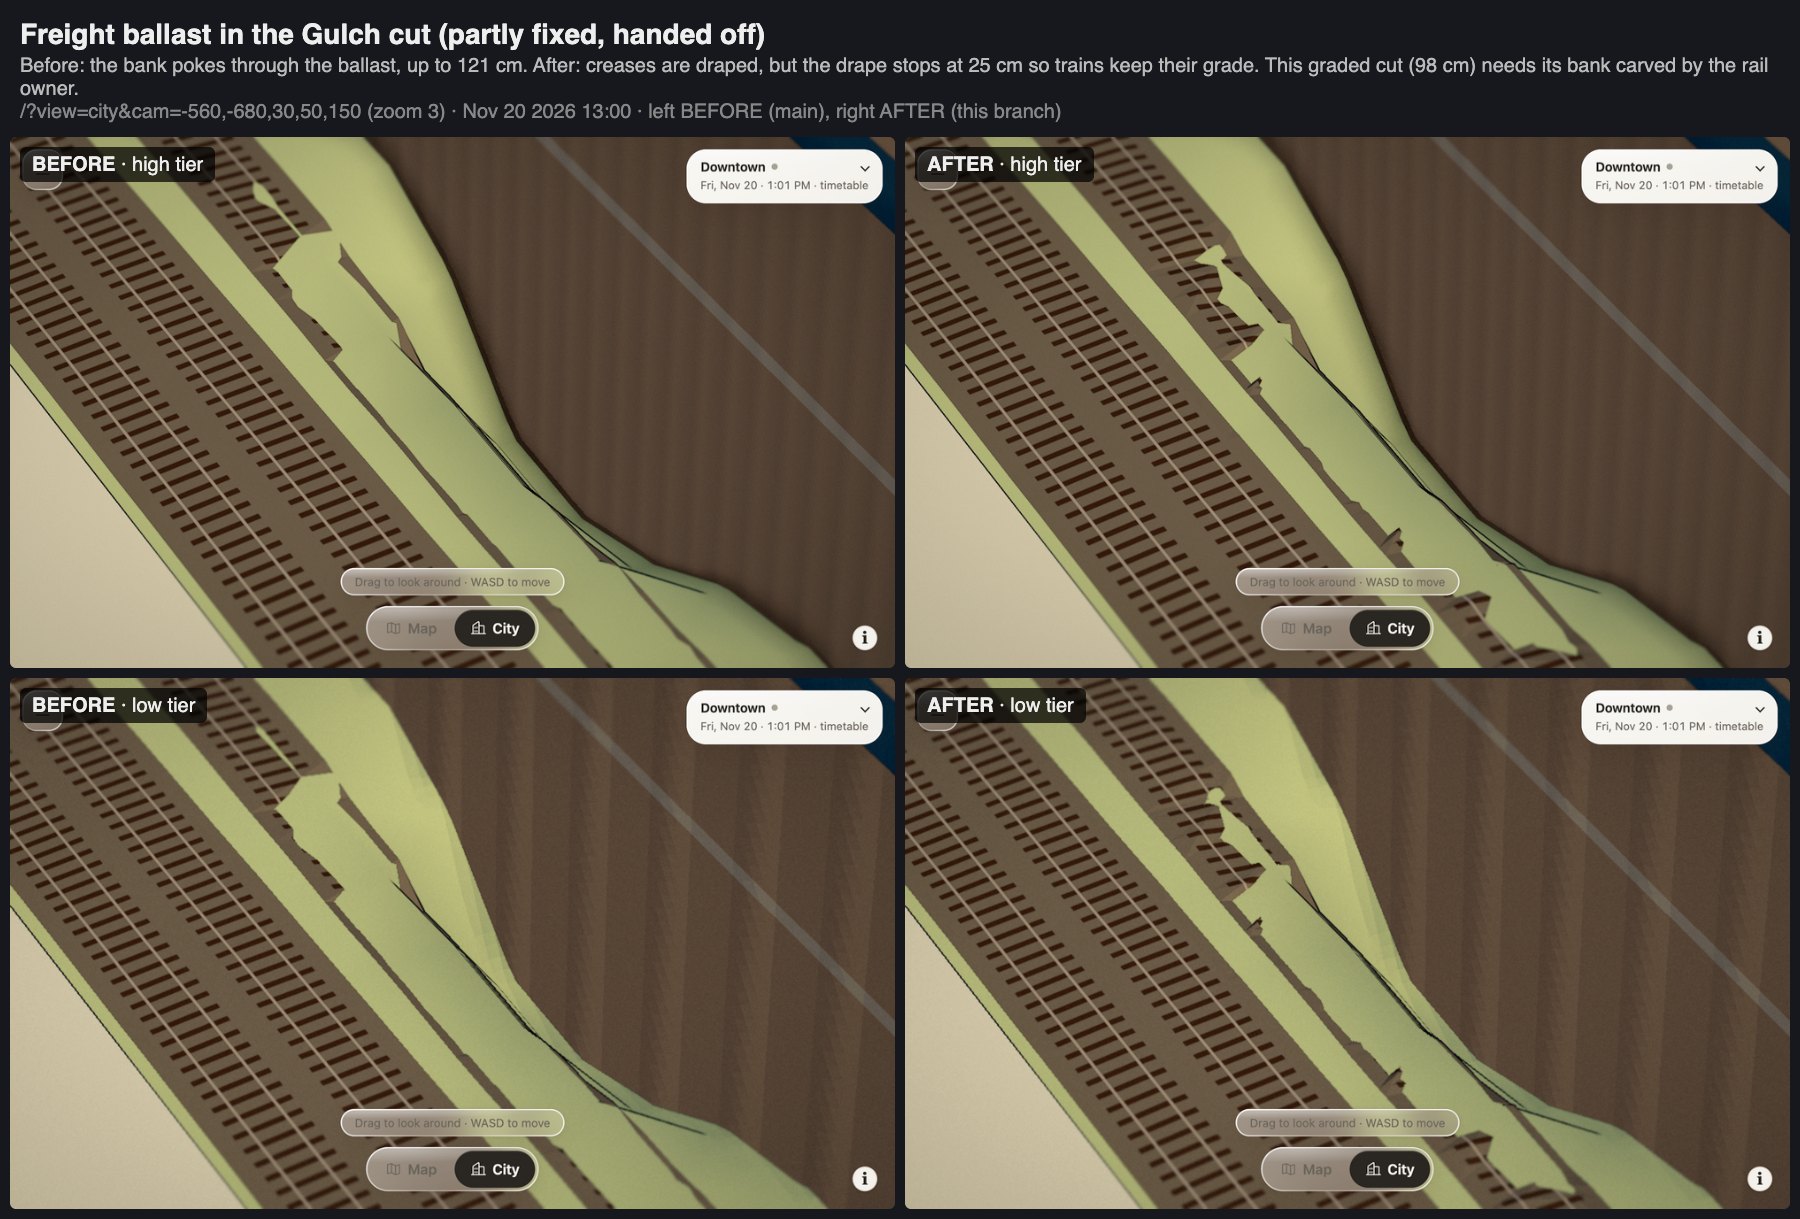 Freight ballast in the Gulch cut (partly fixed, handed off)
Before: the bank pokes through the ballast, up to 121 cm. After: creases are draped, but the drape stops at 25 cm so trains keep their grade. This graded cut (98 cm) needs its bank carved by the rail
owner.
/?view=city&cam=-560,-680,30,50,150 (zoom 3) · Nov 20 2026 13:00 · left BEFORE (main), right AFTER (this branch)
BEFORE · high tier
Downtown
Fri, Nov 20 · 1:01 PM · timetable
Drag to look around · WASD to move
Map
City
i
AFTER · high tier
Downtown
Fri, Nov 20 · 1:01 PM · timetable
Drag to look around · WASD to move
Map
City
i
BEFORE · low tier
Downtown
Fri, Nov 20 · 1:01 PM · timetable
Drag to look around · WASD to move
Map
City
i
AFTER · low tier
Downtown
Fri, Nov 20 · 1:01 PM · timetable
Drag to look around · WASD to move
Map
City
i